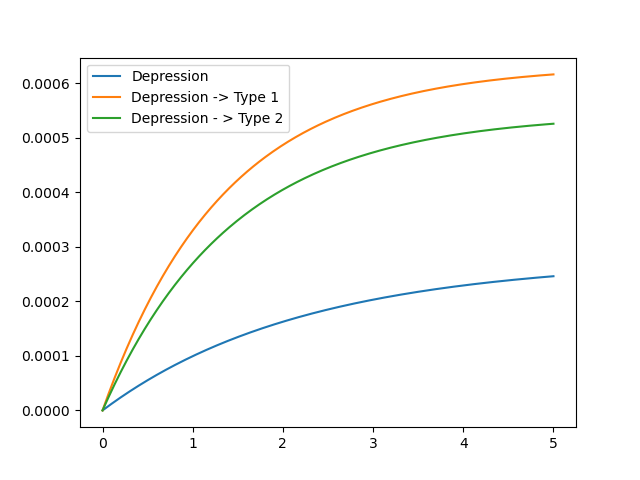 Depression
Depression -> Type 1
Depression - > Type 2
0.0006
0.0005
0.0004
0.0003
0.0002
0.0001
0.0000
0 1 2 3 4 5